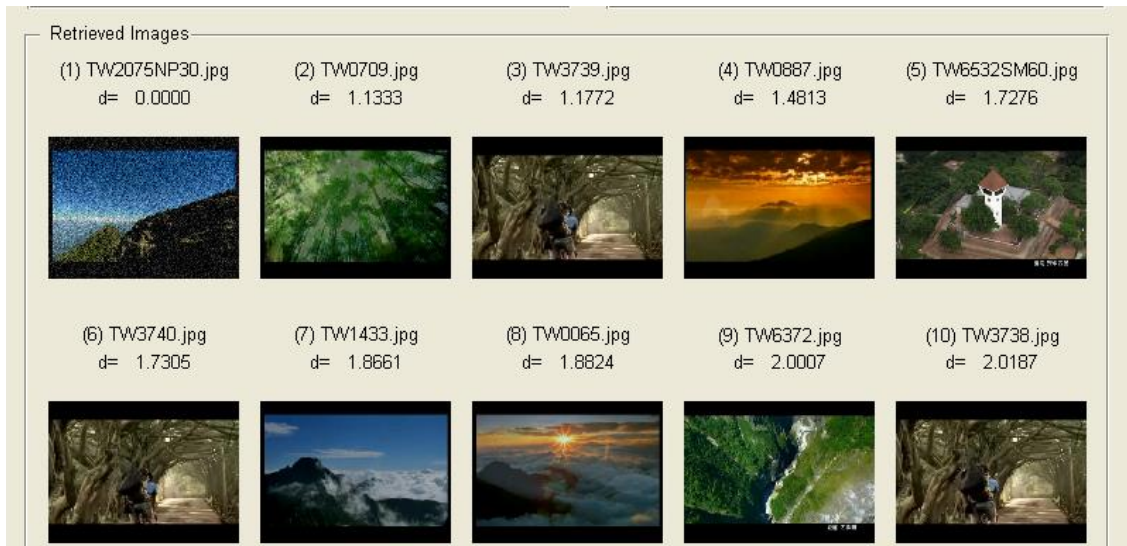 Retrieved Images
(1) TW2075NP30.jpg
d= 0.0000
(2) TW0709.jpg
d= 1.1333
(3) TW3739.jpg
d= 1.1772
(4) TW0887.jpg
d= 1.4813
(5) TW6532SM60.jpg
d= 1.7276
(6) TW3740.jpg
d= 1.7305
(7) TW1433.jpg
d= 1.8661
(8) TW0065.jpg
d= 1.8824
(9) TW6372.jpg
d= 2.0007
(10) TW3738.jpg
d= 2.0187